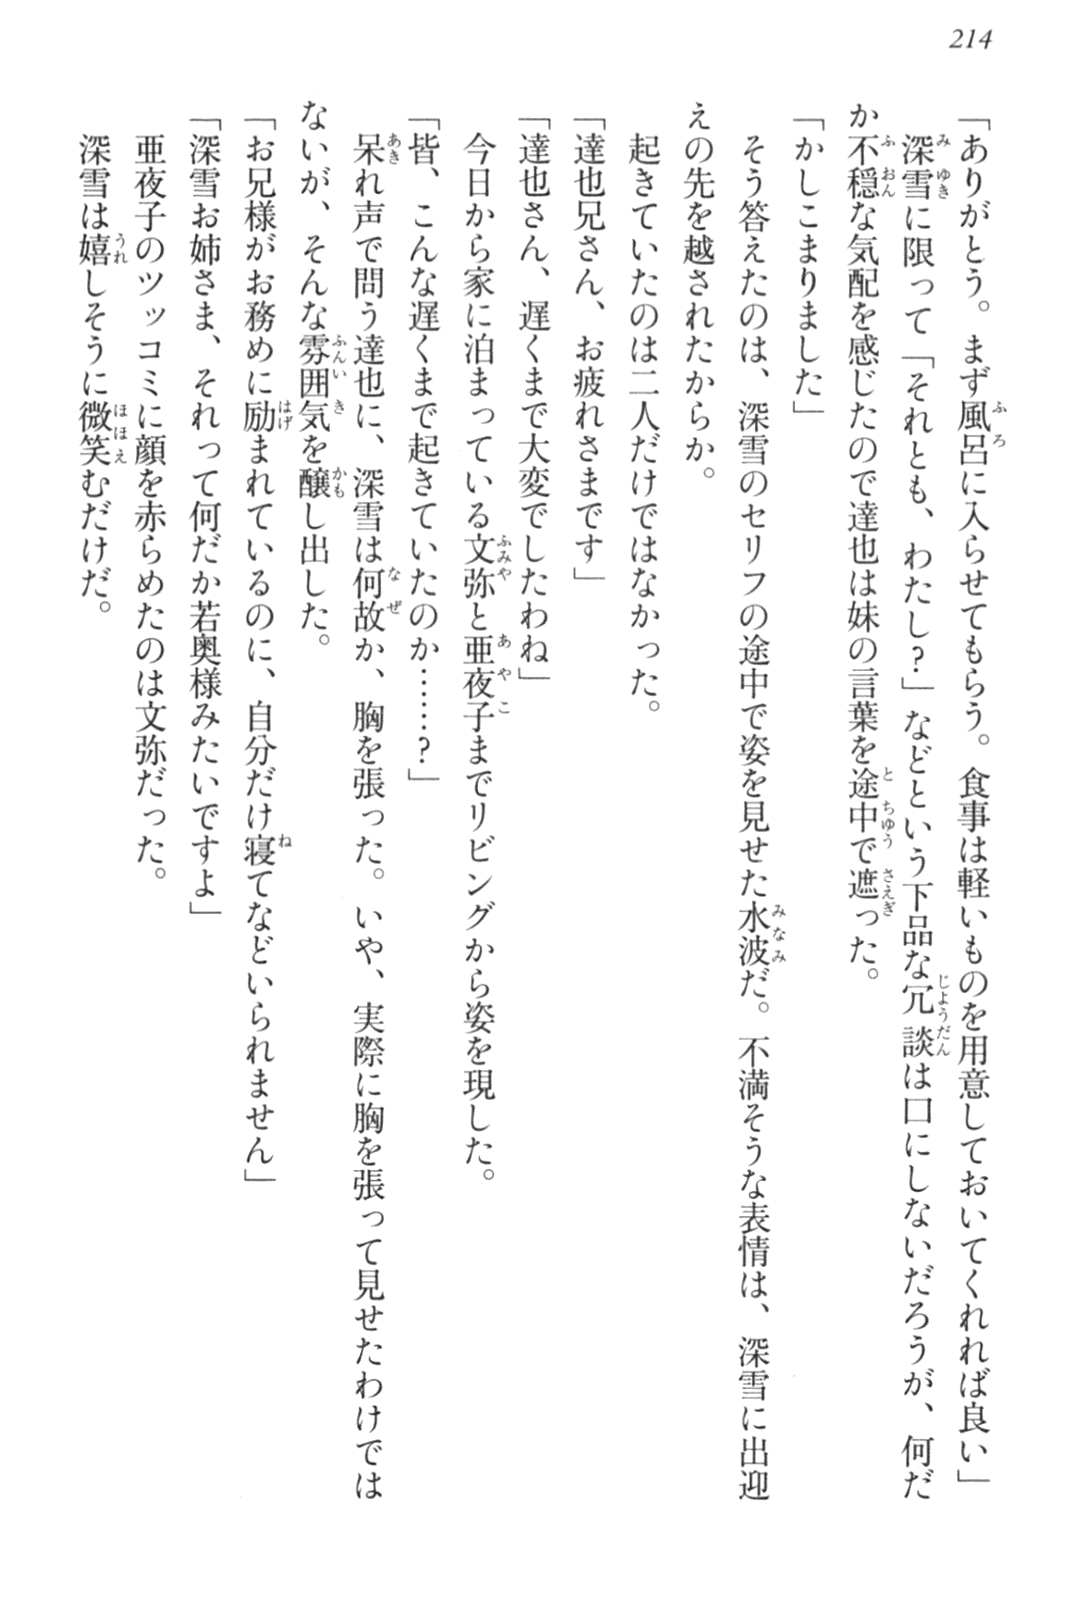 214
「ありがとう。まず風呂に入らせてもらう。食事は軽いものを用意しておいてくれれば良い」
深雪に限って「それとも、わたし?」などという下品な冗談は口にしないだろうが、何だ
か不穏な気配を感じたので達也は妹の言葉を途中で遮った。
「かしこまりました」
そう答えたのは、深雪のセリフの途中で姿を見せた水波だ。不満そうな表情は、深雪に出迎
えの先を越されたからか。
起きていたのは二人だけではなかった。
「達也兄さん、お疲れさまです」
「達也さん、遅くまで大変でしたわね」
今日から家に泊まっている文弥と亜夜子までリビングから姿を現した。
「皆、こんな遅くまで起きていたのか……?」
呆れ声で問う達也に、深雪は何故か、胸を張った。いや、実際に胸を張って見せたわけでは
ないが、そんな雰囲気を醸し出した。
「お兄様がお務めに励まれているのに、自分だけ寝てなどいられません」
「深雪お姉さま、それって何だか若奥様みたいですよ」
亜夜子のツッコミに顔を赤らめたのは文弥だった。
深雪は嬉しそうに微笑むだけだ。